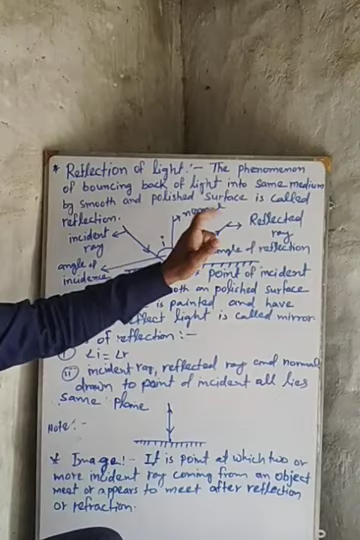 * Reflection of light :- The phenomenon
of bouncing back of light into same medium
by smooth and polished surface is called
reflection.
incident
ray
Reflected
ray
i
angle of
incidence
angle of reflection
point of incident
an polished surface
is painted and have
light is called mirror.
of reflection :-
(i) ∠i = ∠r
(ii) incident ray, reflected ray and normal
drawn to point of incident all lies
same plane
Note :-
* Image :- It is point at which two or
more incident ray coming from an object
meet or appears to meet after reflection
or refraction.